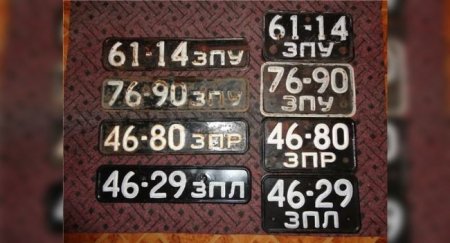 61-14 ЗПУ
76-90 ЗПУ
46-80 ЗПР
46-29 ЗПЛ
61-14
ЗПУ
76-90
ЗПУ
46-80
ЗПР
46-29
ЗПЛ